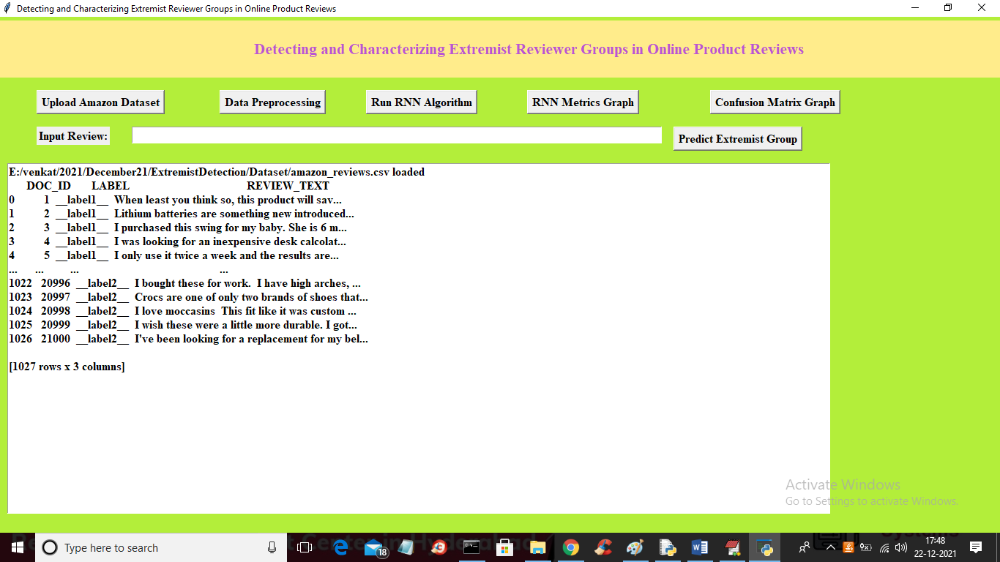 Detecting and Characterizing Extremist Reviewer Groups in Online Product Reviews
Detecting and Characterizing Extremist Reviewer Groups in Online Product Reviews
Upload Amazon Dataset Data Preprocessing Run RNN Algorithm RNN Metrics Graph Confusion Matrix Graph
Input Review: Predict Extremist Group
E:/venkat/2021/December21/ExtremistDetection/Dataset/amazon_reviews.csv loaded
DOC_ID LABEL REVIEW_TEXT
0 1 __label1__ When least you think so, this product will sav...
1 2 __label1__ Lithium batteries are something new introduced...
2 3 __label1__ I purchased this swing for my baby. She is 6 m...
3 4 __label1__ I was looking for an inexpensive desk calcolat...
4 5 __label1__ I only use it twice a week and the results are...
... ... ... ...
1022 20996 __label2__ I bought these for work.  I have high arches, ...
1023 20997 __label2__ Crocs are one of only two brands of shoes that...
1024 20998 __label2__ I love moccasins  This fit like it was custom ...
1025 20999 __label2__ I wish these were a little more durable. I got...
1026 21000 __label2__ I've been looking for a replacement for my bel...
[1027 rows x 3 columns]
Activate Windows
Go to Settings to activate Windows.
Type here to search
18
17:48
22-12-2021